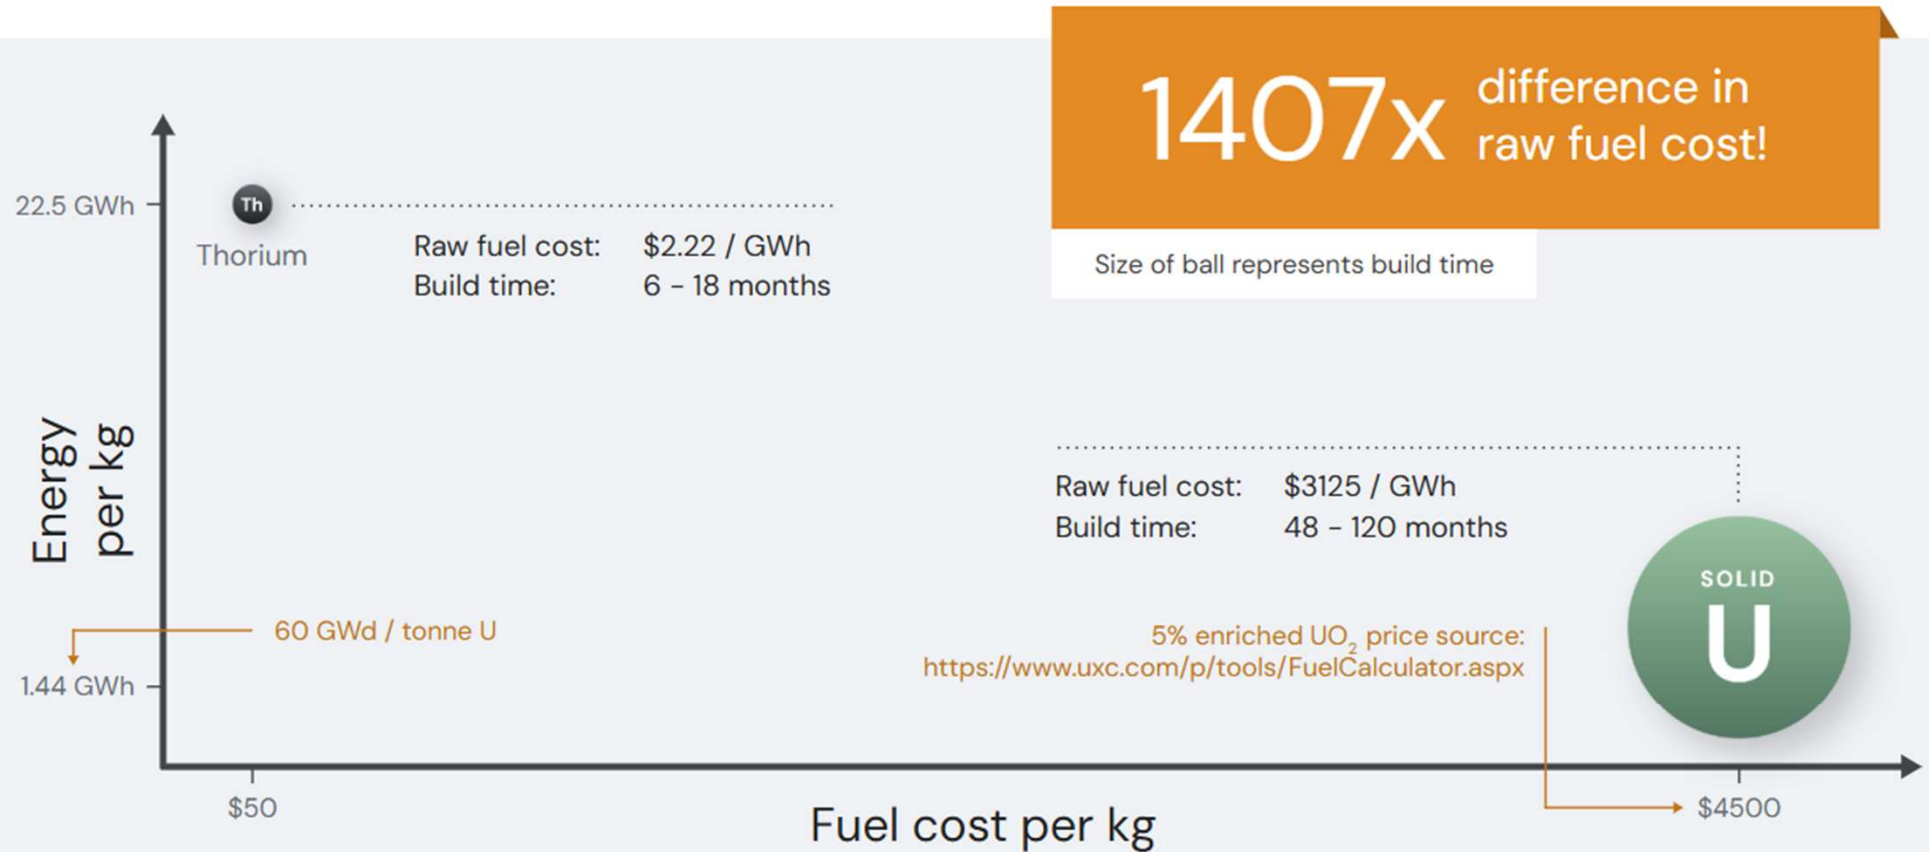 1407x difference in
raw fuel cost!
Size of ball represents build time
22.5 GWh
Th
Thorium
Raw fuel cost: $2.22 / GWh
Build time: 6 - 18 months
Energy
per kg
Raw fuel cost: $3125 / GWh
Build time: 48 - 120 months
SOLID
U
60 GWd / tonne U
1.44 GWh
5% enriched UO₂ price source:
https://www.uxc.com/p/tools/FuelCalculator.aspx
$50
Fuel cost per kg
$4500